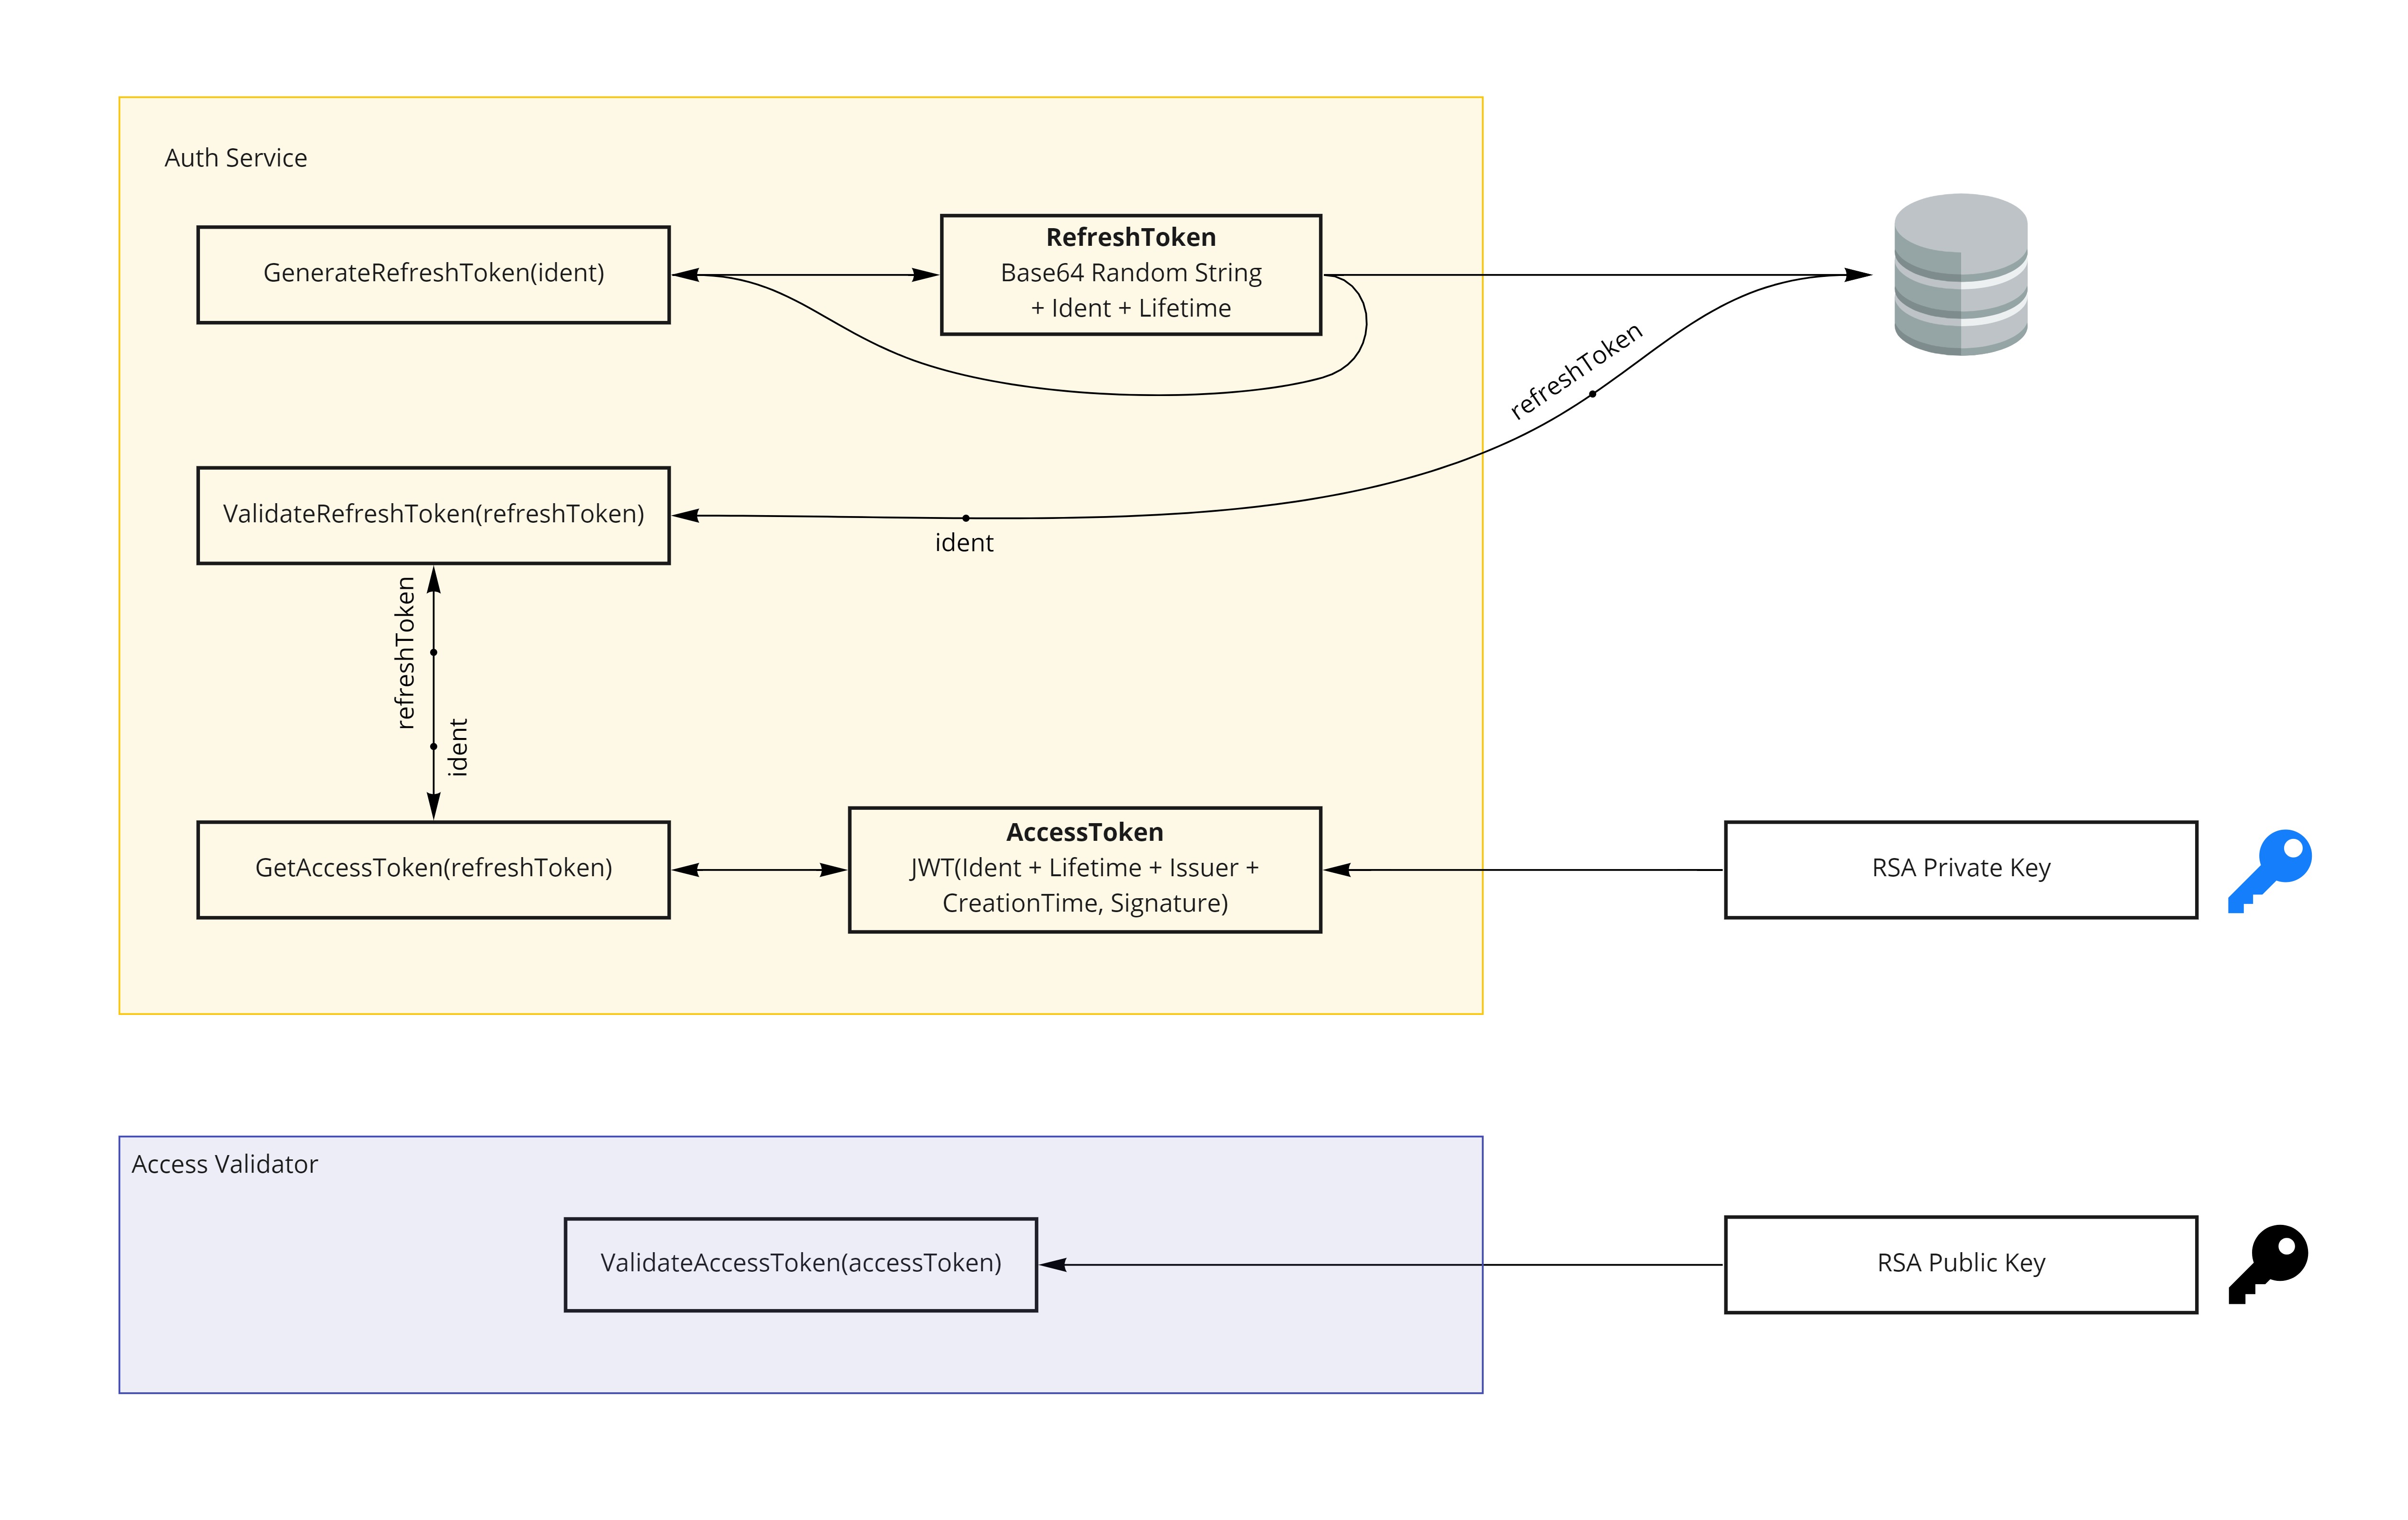 Auth Service
GenerateRefreshToken(ident)
RefreshToken
Base64 Random String
+ Ident + Lifetime
refreshToken
ValidateRefreshToken(refreshToken)
ident
refreshToken
ident
GetAccessToken(refreshToken)
AccessToken
JWT(Ident + Lifetime + Issuer +
CreationTime, Signature)
RSA Private Key
Access Validator
ValidateAccessToken(accessToken)
RSA Public Key